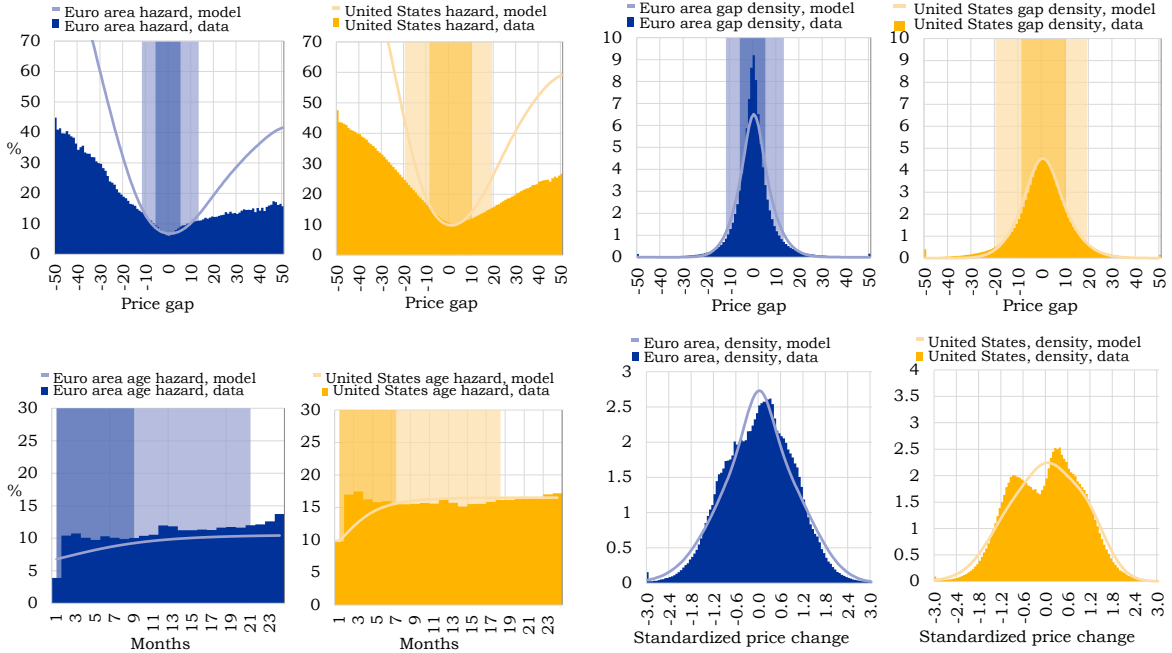 Euro area hazard, model
Euro area hazard, data
70
60
50
40
%
30
20
10
0
-50 -40 -30 -20 -10 0 10 20 30 40 50
Price gap
United States hazard, model
United States hazard, data
70
60
50
40
30
20
10
0
-50 -40 -30 -20 -10 0 10 20 30 40 50
Price gap
Euro area gap density, model
Euro area gap density, data
10
9
8
7
6
5
4
3
2
1
0
-50 -40 -30 -20 -10 0 10 20 30 40 50
Price gap
United States gap density, model
United States gap density, data
10
9
8
7
6
5
4
3
2
1
0
-50 -40 -30 -20 -10 0 10 20 30 40 50
Price gap
Euro area age hazard, model
Euro area age hazard, data
30
25
20
%
15
10
5
0
1 3 5 7 9 11 13 15 17 19 21 23
Months
United States age hazard, model
United States age hazard, data
30
25
20
15
10
5
0
1 3 5 7 9 11 13 15 17 19 21 23
Months
Euro area, density, model
Euro area, density, data
3
2.5
2
1.5
1
0.5
0
-3.0 -2.4 -1.8 -1.2 -0.6 0.0 0.6 1.2 1.8 2.4 3.0
Standardized price change
United States, density, model
United States, density, data
4
3.5
3
2.5
2
1.5
1
0.5
0
-3.0 -2.4 -1.8 -1.2 -0.6 0.0 0.6 1.2 1.8 2.4 3.0
Standardized price change